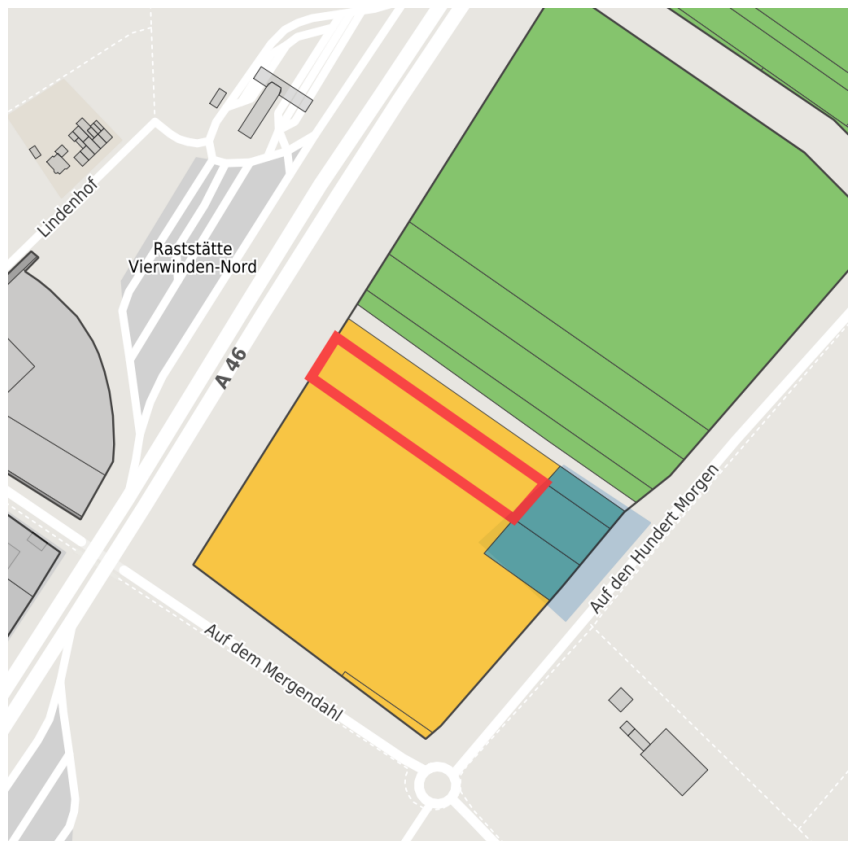 Lindenhof
Raststätte
Vierwinden-Nord
A 46
Auf den Hundert Morgen
Auf dem Mergendahl